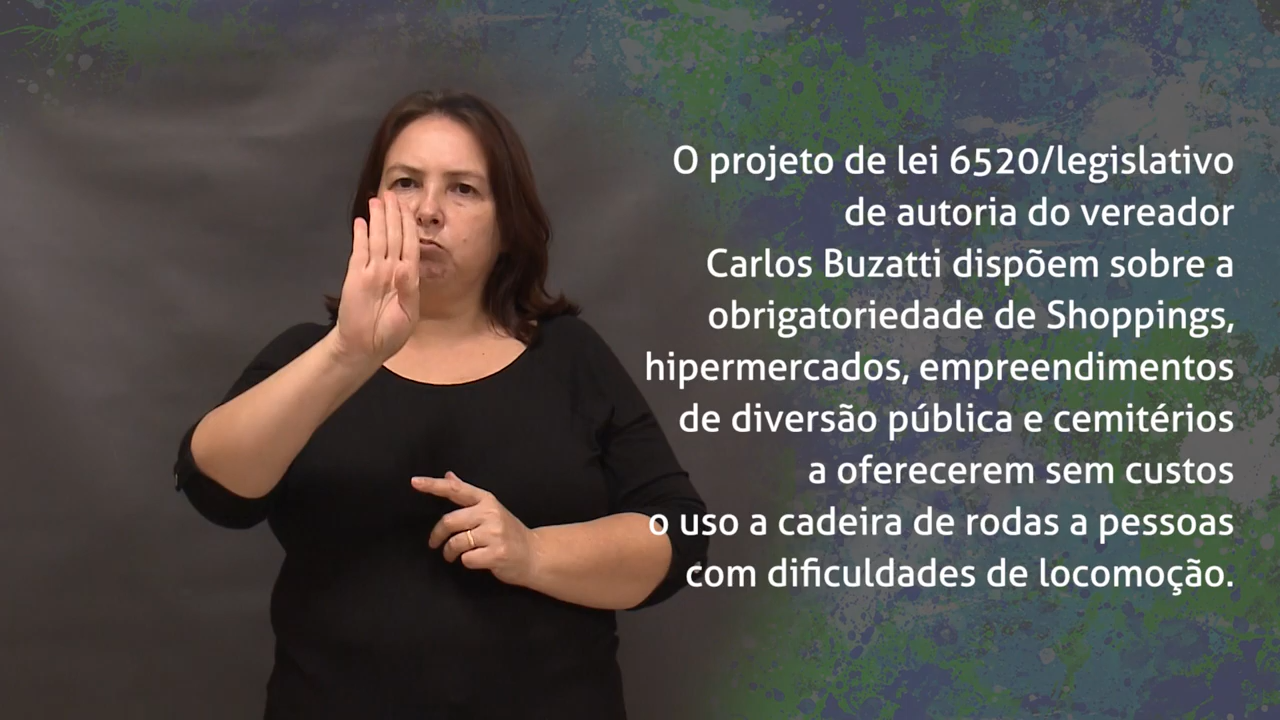 O projeto de lei 6520/legislativo
de autoria do vereador
Carlos Buzatti dispõem sobre a
obrigatoriedade de Shoppings,
hipermercados, empreendimentos
de diversão pública e cemitérios
a oferecerem sem custos
o uso a cadeira de rodas a pessoas
com dificuldades de locomoção.